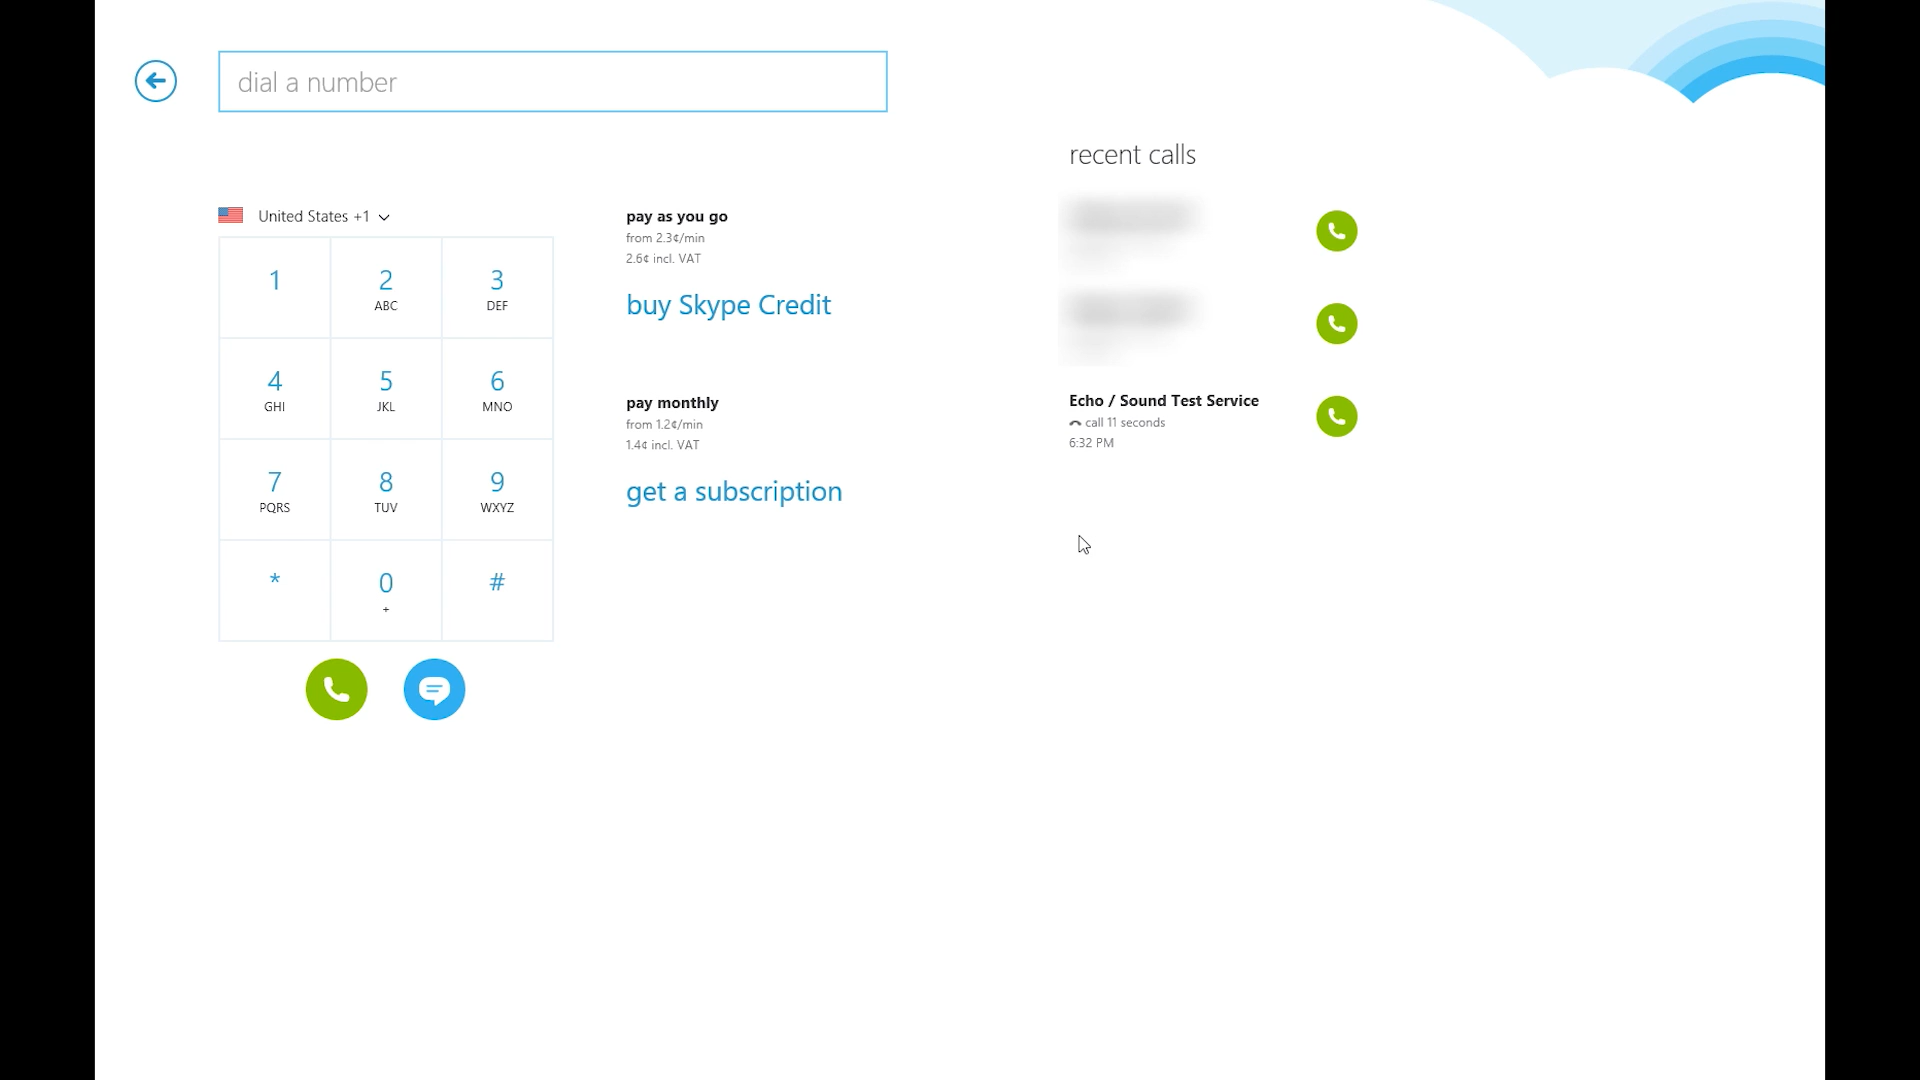 dial a number
United States +1
1
2
ABC
3
DEF
4
GHI
5
JKL
6
MNO
7
PQRS
8
TUV
9
WXYZ
*
0
+
#
pay as you go
from 2.3¢/min
2.6¢ incl. VAT
buy Skype Credit
pay monthly
from 1.2¢/min
1.4¢ incl. VAT
get a subscription
recent calls
Echo / Sound Test Service
call 11 seconds
6:32 PM